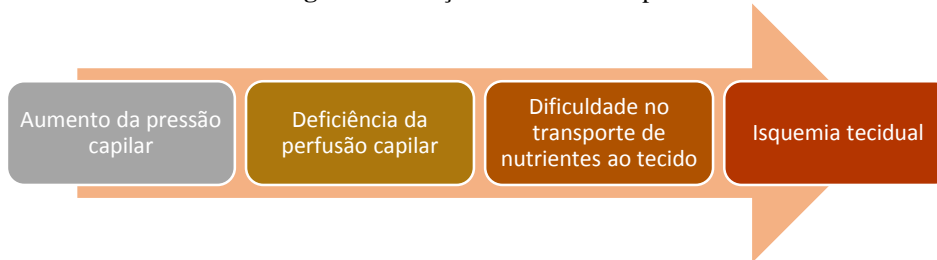 Aumento da pressão
capilar
Deficiência da
perfusão capilar
Dificuldade no
transporte de
nutrientes ao tecido
Isquemia tecidual